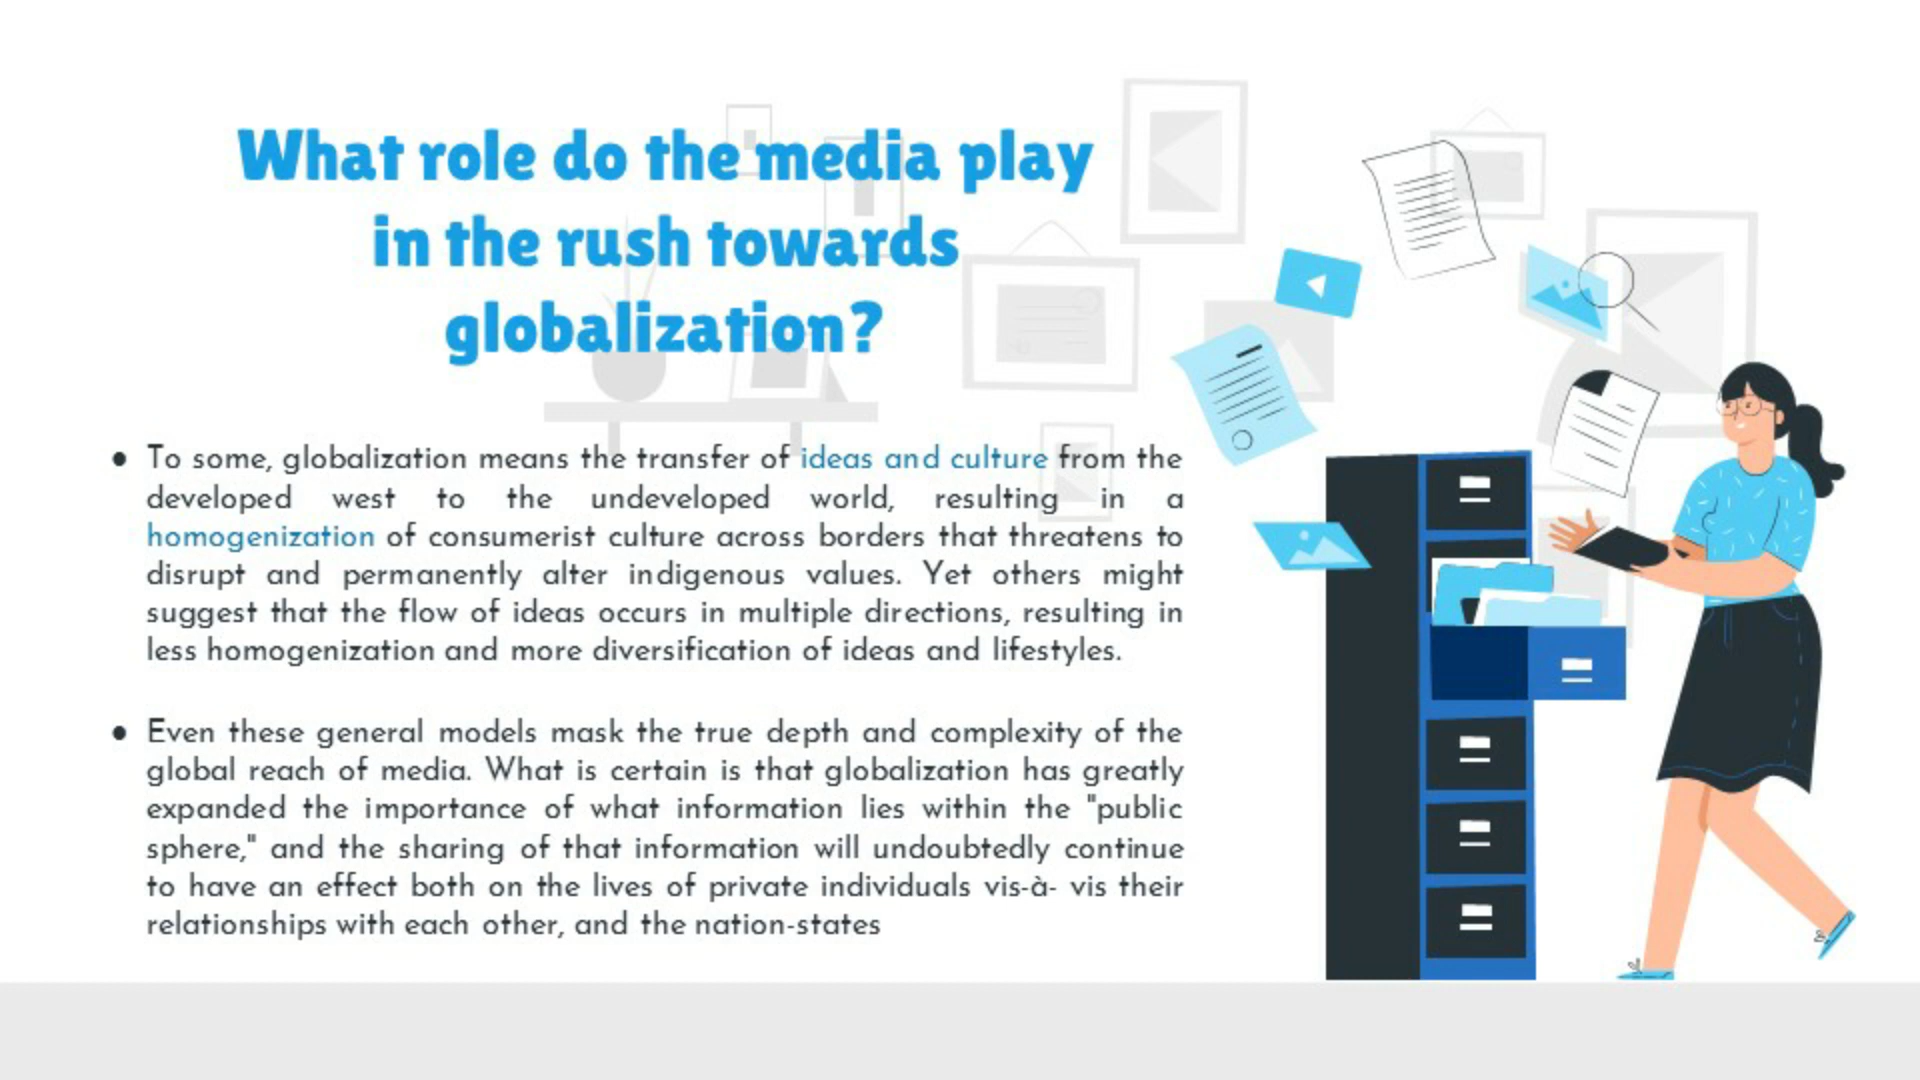 What role do the media play
in the rush towards
globalization?
● To some, globalization means the transfer of ideas and culture from the
developed west to the undeveloped world, resulting in a
homogenization of consumerist culture across borders that threatens to
disrupt and permanently alter indigenous values. Yet others might
suggest that the flow of ideas occurs in multiple directions, resulting in
less homogenization and more diversification of ideas and lifestyles.
● Even these general models mask the true depth and complexity of the
global reach of media. What is certain is that globalization has greatly
expanded the importance of what information lies within the "public
sphere," and the sharing of that information will undoubtedly continue
to have an effect both on the lives of private individuals vis-à- vis their
relationships with each other, and the nation-states